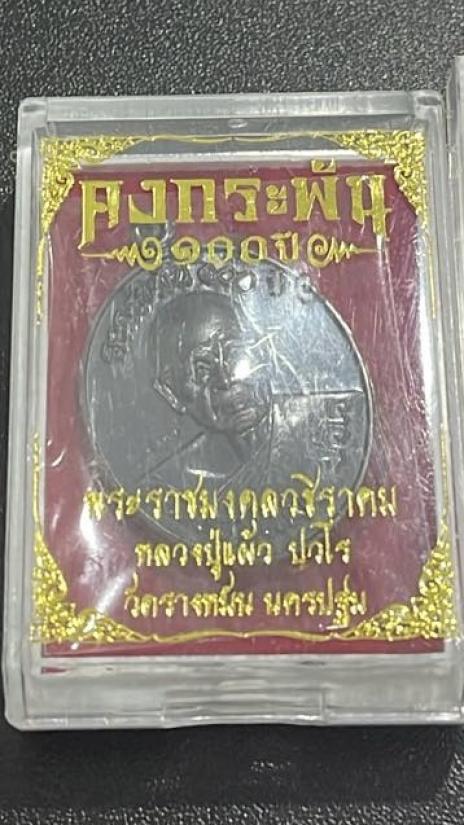 คงกระพัน
๑๐๐ ปี
พระราชมงคลวชิราคม
หลวงปู่แผ้ว ปวโร
วัดรางหมัน นครปฐม